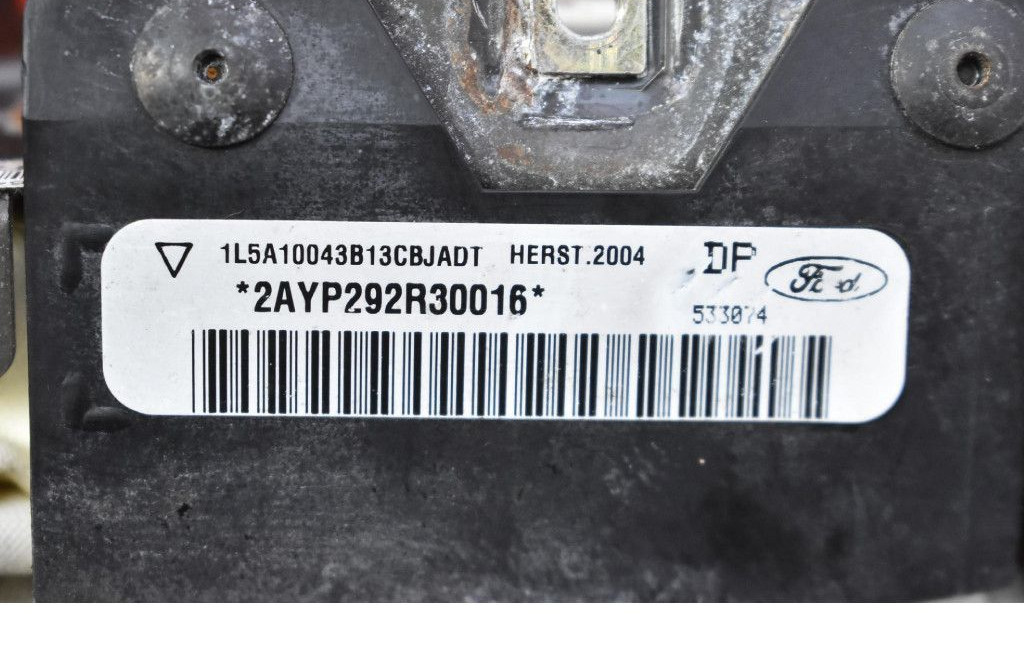 1L5A10043B13CBJADT HERST.2004 DP Ford
*2AYP292R30016*
533074